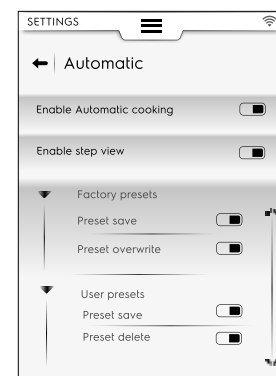 SETTINGS
Automatic
Enable Automatic cooking
Enable step view
Factory presets
Preset save
Preset overwrite
User presets
Preset save
Preset delete